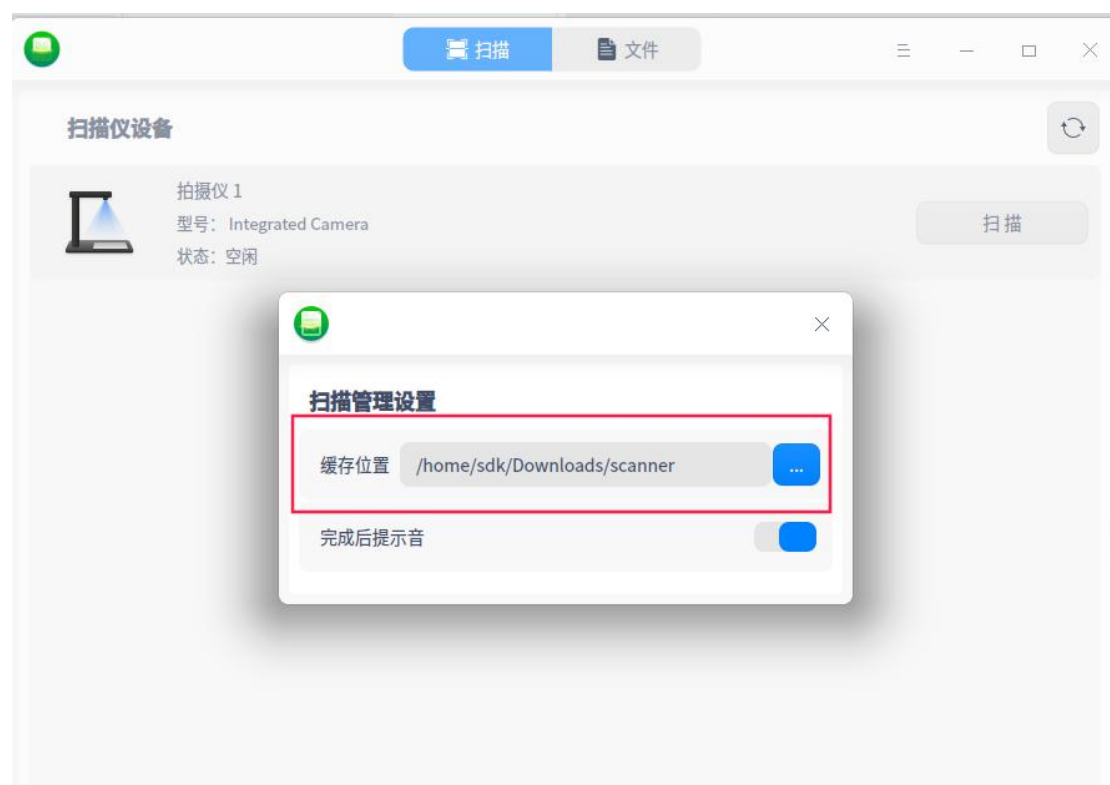 扫描 文件
扫描仪设备
拍摄仪 1
型号: Integrated Camera
扫 描
状态: 空闲
扫描管理设置
缓存位置 /home/sdk/Downloads/scanner ...
完成后提示音